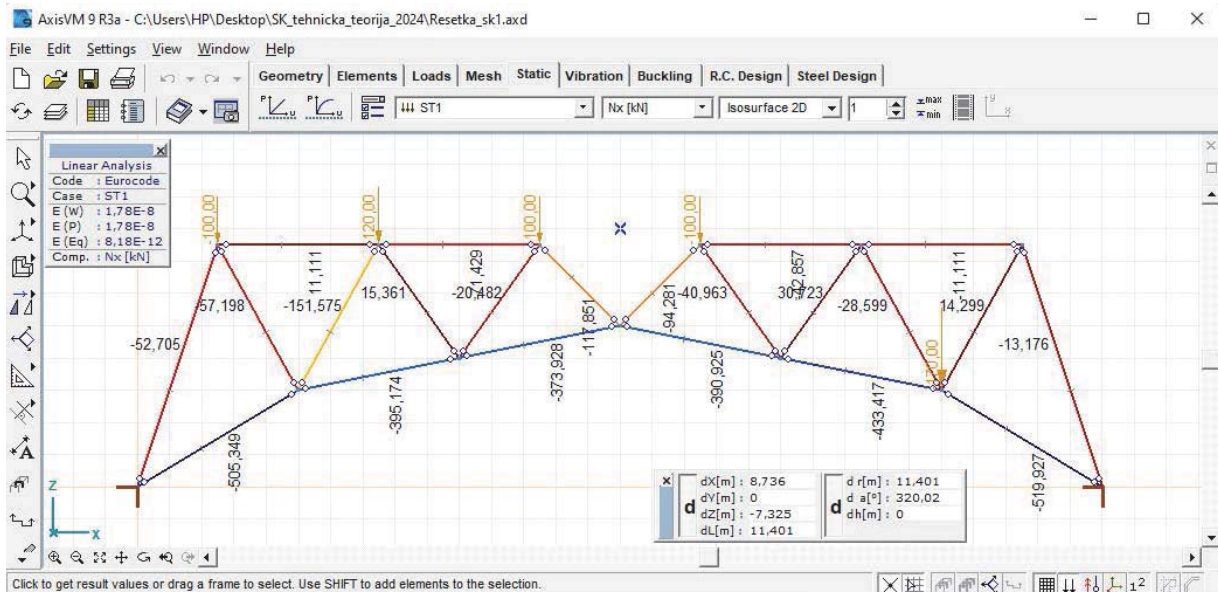 AxisVM 9 R3a - C:\Users\HP\Desktop\SK_tehnicka_teorija_2024\Resetka_sk1.axd
File Edit Settings View Window Help
Geometry Elements Loads Mesh Static Vibration Buckling R.C. Design Steel Design
ST1 Nx [kN] Isosurface 2D 1 max min
Linear Analysis
Code : Eurocode
Case : ST1
E (W) : 1,78E-8
E (P) : 1,78E-8
E (Eq) : 8,18E-12
Comp. : Nx [kN]
-100,00
-120,00
-100,00
-100,00
-11,111
-11,111
-57,198
-151,575
15,361
-20,482
-40,963
-28,599
14,299
-52,705
-117,851
-94,281
-13,176
-373,928
-390,925
-395,174
-433,417
-505,349
-519,927
Z
X
d
dX[m] : 8,736
dY[m] : 0
dZ[m] : -7,325
dL[m] : 11,401
d
d r[m] : 11,401
d a[°] : 320,02
dh[m] : 0
Click to get result values or drag a frame to select. Use SHIFT to add elements to the selection.